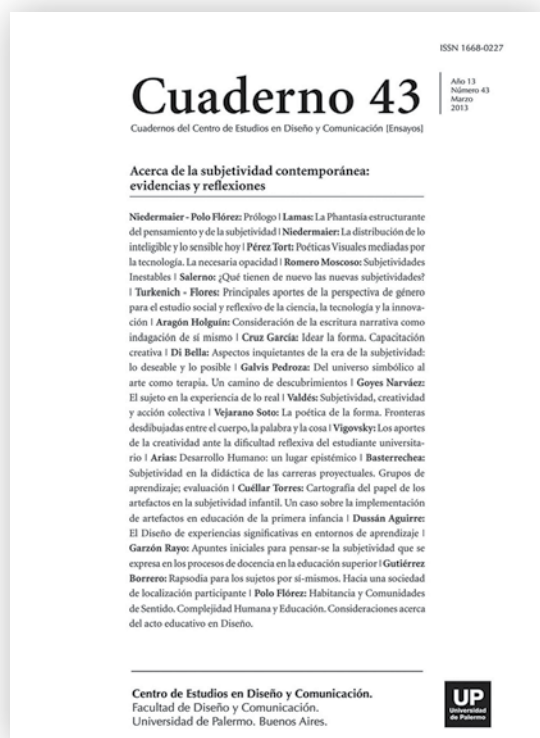 ISSN 1668-0227
Cuaderno 43
Año 13
Número 43
Marzo
2013
Cuadernos del Centro de Estudios en Diseño y Comunicación [Ensayos]
Acerca de la subjetividad contemporánea:
evidencias y reflexiones
Niedermaier - Polo Flórez: Prólogo | Lamas: La Phantasía estructurante
del pensamiento y de la subjetividad | Niedermaier: La distribución de lo
inteligible y lo sensible hoy | Pérez Tort: Poéticas Visuales mediadas por
la tecnología. La necesaria opacidad | Romero Moscoso: Subjetividades
Inestables | Salerno: ¿Qué tienen de nuevo las nuevas subjetividades?
| Turkenich - Flores: Principales aportes de la perspectiva de género
para el estudio social y reflexivo de la ciencia, la tecnología y la innova-
ción | Aragón Holguín: Consideración de la escritura narrativa como
indagación de sí mismo | Cruz García: Idear la forma. Capacitación
creativa | Di Bella: Aspectos inquietantes de la era de la subjetividad:
lo deseable y lo posible | Galvis Pedroza: Del universo simbólico al
arte como terapia. Un camino de descubrimientos | Goyes Narváez:
El sujeto en la experiencia de lo real | Valdés: Subjetividad, creatividad
y acción colectiva | Vejarano Soto: La poética de la forma. Fronteras
desdibujadas entre el cuerpo, la palabra y la cosa | Vigovsky: Los aportes
de la creatividad ante la dificultad reflexiva del estudiante universita-
rio | Arias: Desarrollo Humano: un lugar epistémico | Basterrechea:
Subjetividad en la didáctica de las carreras proyectuales. Grupos de
aprendizaje; evaluación | Cuéllar Torres: Cartografía del papel de los
artefactos en la subjetividad infantil. Un caso sobre la implementación
de artefactos en educación de la primera infancia | Dussán Aguirre:
El Diseño de experiencias significativas en entornos de aprendizaje |
Garzón Rayo: Apuntes iniciales para pensar-se la subjetividad que se
expresa en los procesos de docencia en la educación superior | Gutiérrez
Borrero: Rapsodia para los sujetos por sí-mismos. Hacia una sociedad
de localización participante | Polo Flórez: Habitancia y Comunidades
de Sentido. Complejidad Humana y Educación. Consideraciones acerca
del acto educativo en Diseño.
Centro de Estudios en Diseño y Comunicación.
Facultad de Diseño y Comunicación.
Universidad de Palermo. Buenos Aires.
UP
Universidad
de Palermo